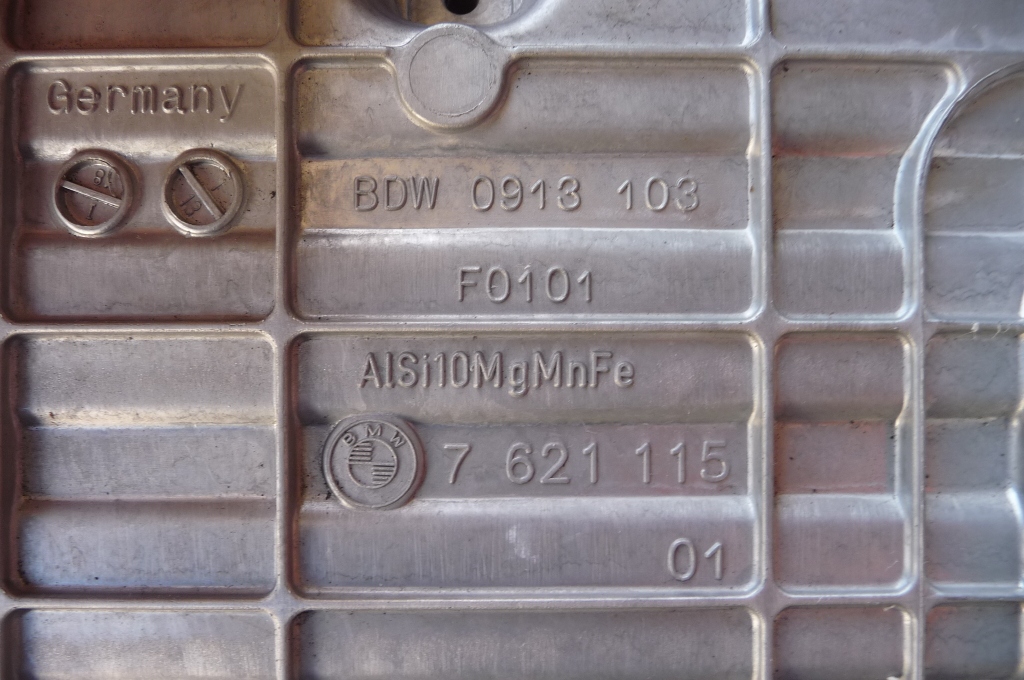 Germany
BDW 0913 103
F0101
AlSi10MgMnFe
BMW
7 621 115
01